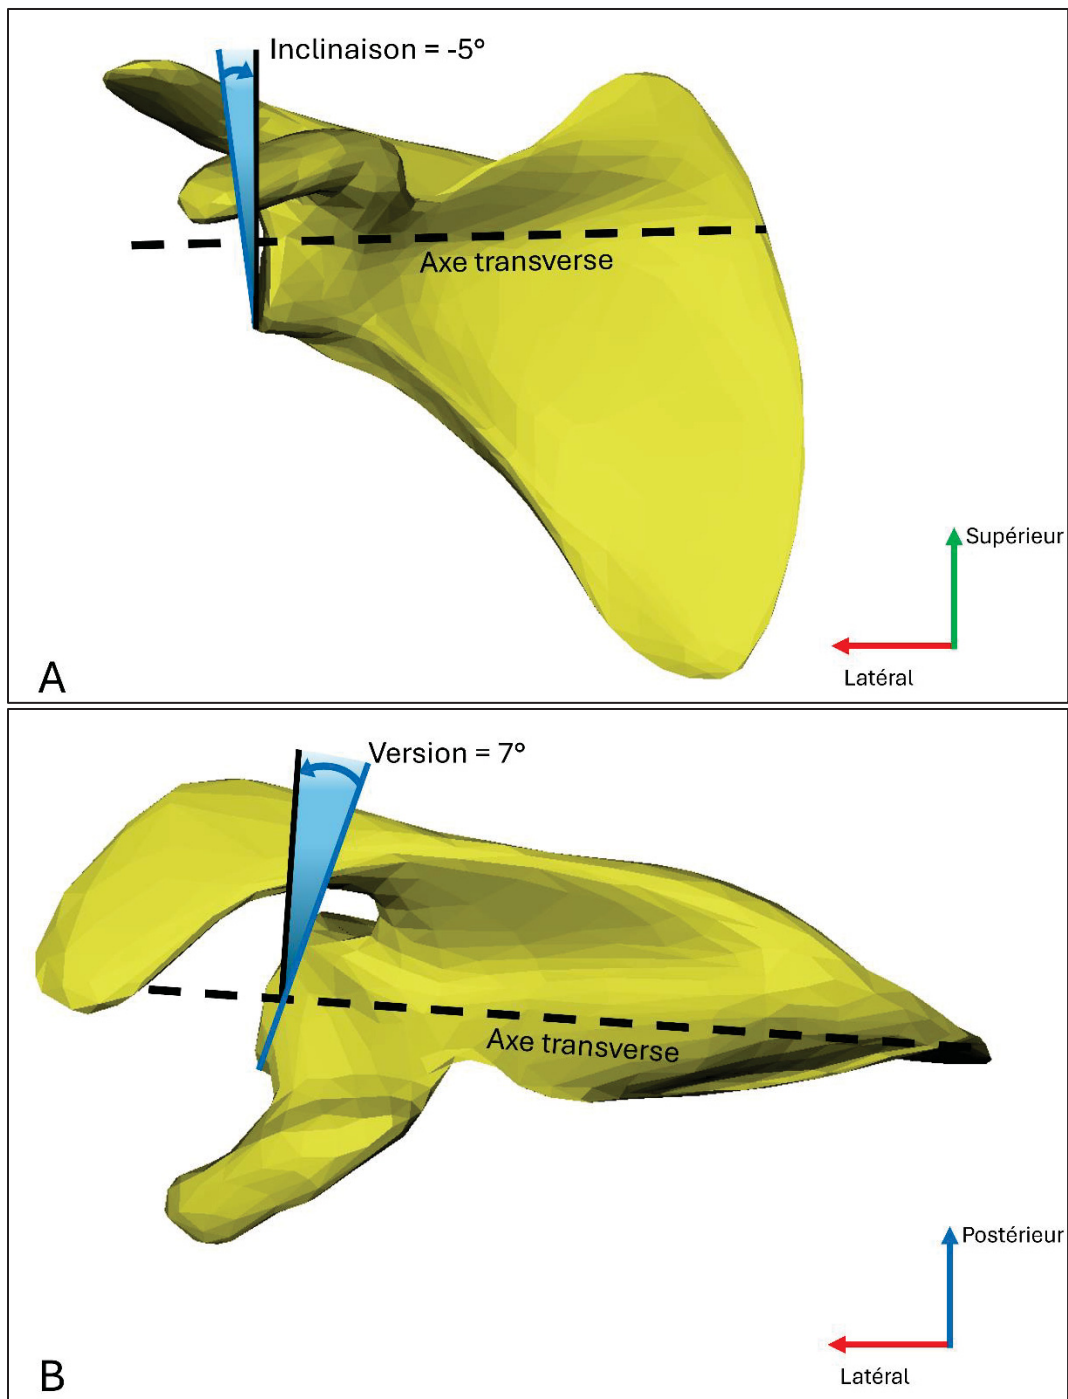 Inclinaison = -5°
Axe transverse
Supérieur
Latéral
A
Version = 7°
Axe transverse
Postérieur
Latéral
B